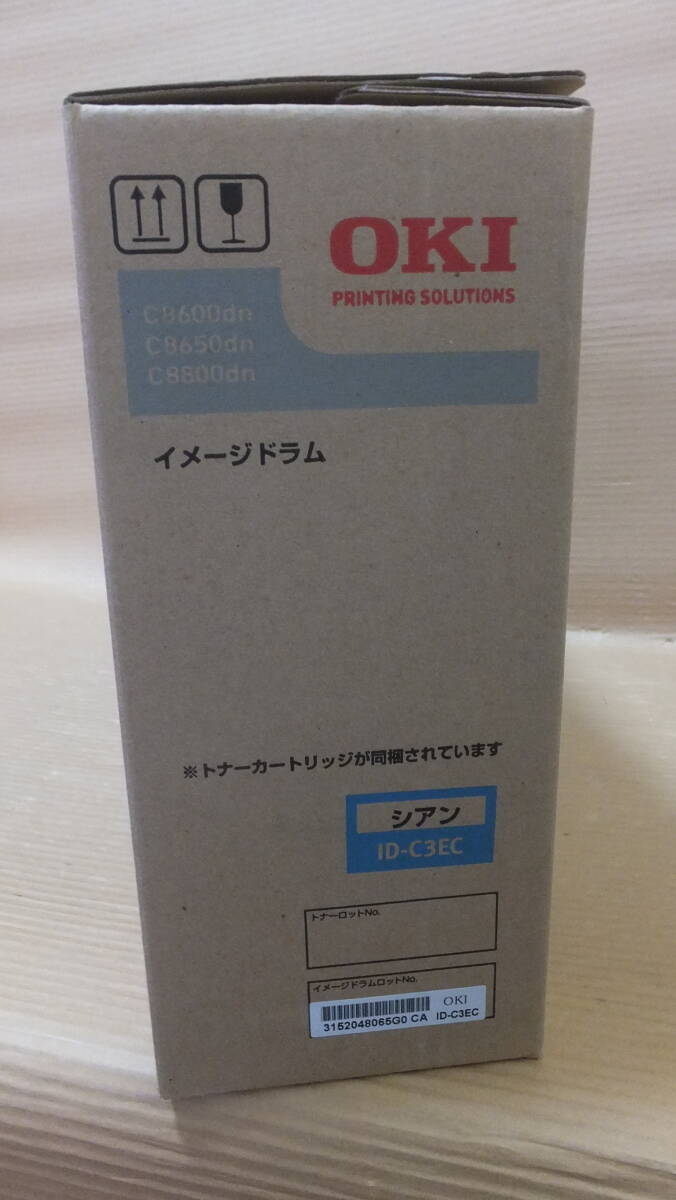 OKI
PRINTING SOLUTIONS
C8600dn
C8650dn
C8800dn
イメージドラム
※トナーカートリッジが同梱されています
シアン
ID-C3EC
トナーロットNo.
イメージドラムロットNo.
OKI
3152048065G0 CA ID-C3EC